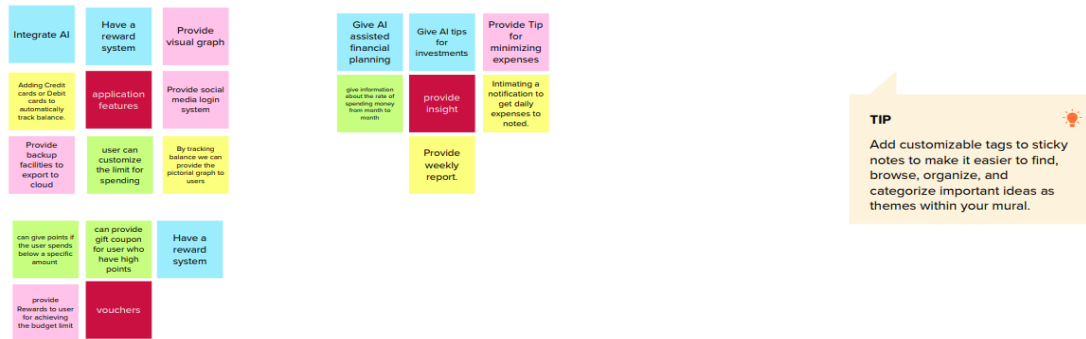 Integrate AI
Have a
reward
system
Provide
visual graph
Adding Credit
cards or Debit
cards to
automatically
track balance.
application
features
Provide social
media login
system
Provide
backup
facilities to
export to
cloud
user can
customize
the limit for
spending
By tracking
balance we can
provide the
pictorial graph to
users
can give points if
the user spends
below a specific
amount
can provide
gift coupon
for user who
have high
points
Have a
reward
system
provide
Rewards to user
for achieving
the budget limit
vouchers
Give AI
assisted
financial
planning
Give AI tips
for
investments
Provide Tip
for
minimizing
expenses
give information
about the rate of
spending money
from month to
month
provide
insight
Intimating a
notification to
get daily
expenses to
noted.
Provide
weekly
report.
TIP
Add customizable tags to sticky
notes to make it easier to find,
browse, organize, and
categorize important ideas as
themes within your mural.